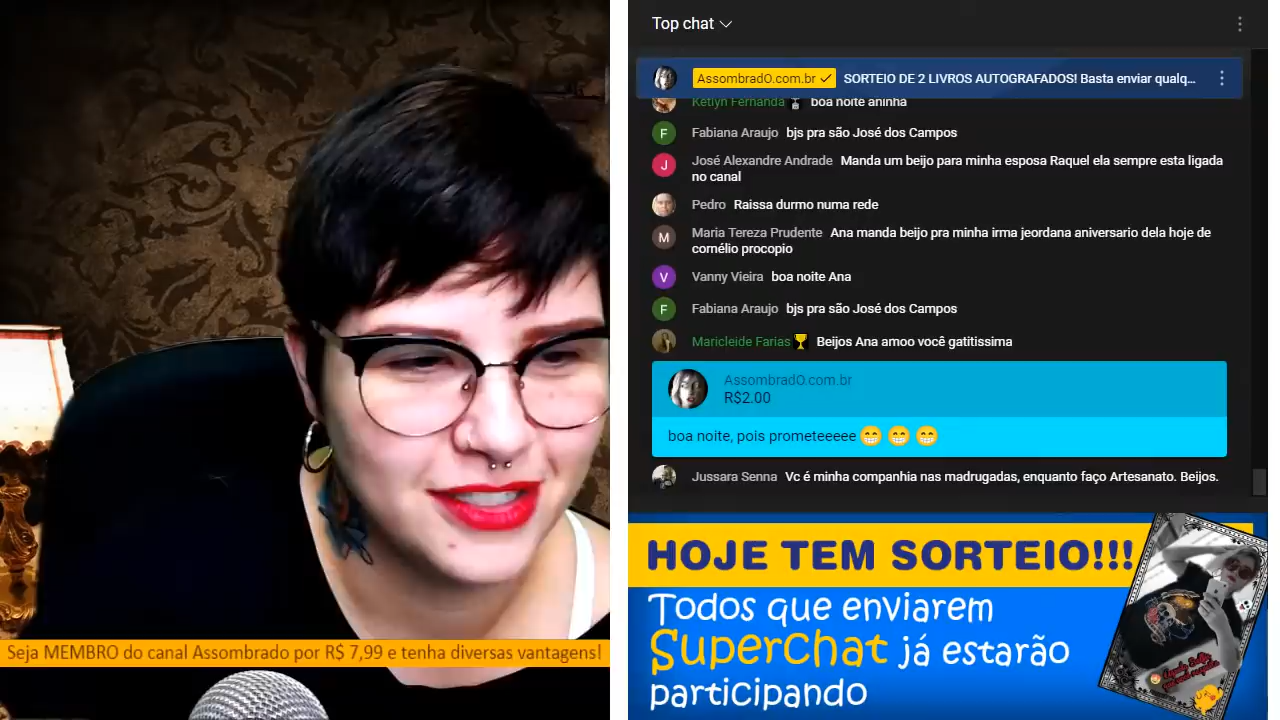 Top chat
AssombradO.com.br SORTEIO DE 2 LIVROS AUTOGRAFADOS! Basta enviar qualq...
Ketlyn Fernanda boa noite aninha
F Fabiana Araujo bjs pra são José dos Campos
J José Alexandre Andrade Manda um beijo para minha esposa Raquel ela sempre esta ligada
no canal
Pedro Raissa durmo numa rede
M Maria Tereza Prudente Ana manda beijo pra minha irma jeordana aniversario dela hoje de
cornélio procopio
V Vanny Vieira boa noite Ana
F Fabiana Araujo bjs pra são José dos Campos
Maricleide Farias Beijos Ana amoo você gatitissima
AssombradO.com.br
R$2.00
boa noite, pois prometeeeee 😁 😁 😁
Jussara Senna Vc é minha companhia nas madrugadas, enquanto faço Artesanato. Beijos.
HOJE TEM SORTEIO!!!
Todos que enviarem
Superchat já estarão
participando
Seja MEMBRO do canal Assombrado por R$ 7,99 e tenha diversas vantagens!